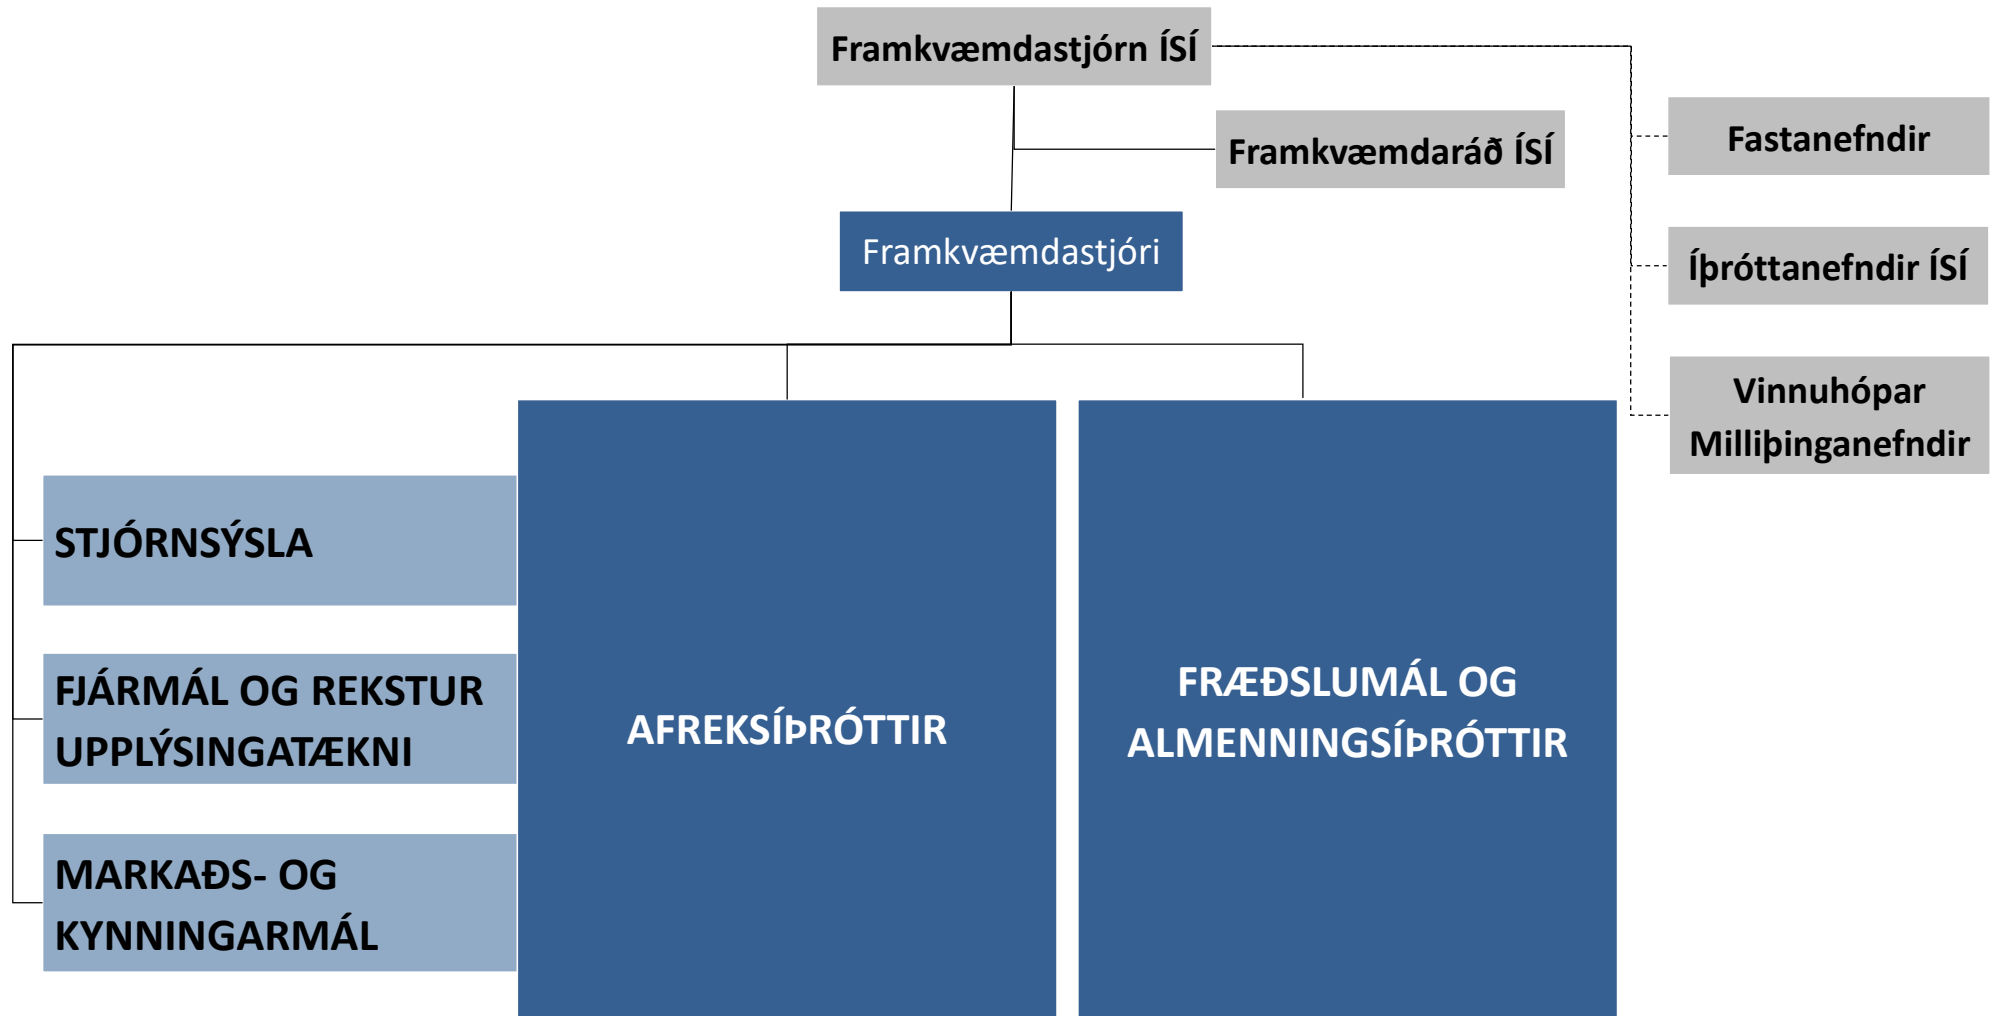 Framkvæmdastjórn ÍSÍ
Framkvæmdaráð ÍSÍ
Fastanefndir
Framkvæmdastjóri
Íþróttanefndir ÍSÍ
Vinnuhópar
Milliþinganefndir
STJÓRNSÝSLA
FJÁRMÁL OG REKSTUR
UPPLÝSINGATÆKNI
MARKAÐS- OG
KYNNINGARMÁL
AFREKSÍÞRÓTTIR
FRÆÐSLUMÁL OG
ALMENNINGSÍÞRÓTTIR